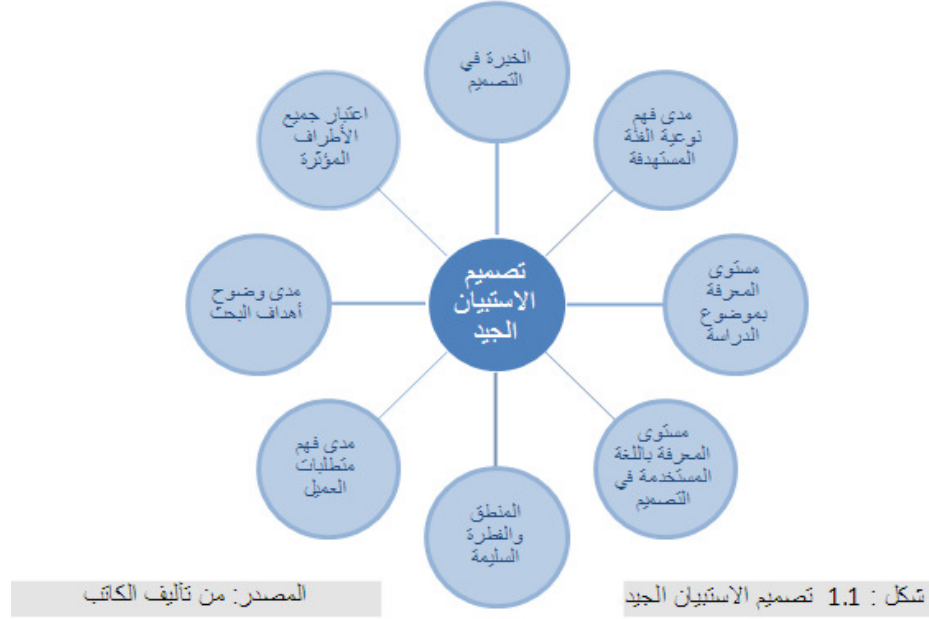 الخبرة في
التصميم
مدى فهم
نوعية الفئة
المستهدفة
مستوى
المعرفة
بموضوع
الدراسة
مستوى
المعرفة باللغة
المستخدمة في
التصميم
المنطق
والفطرة
السليمة
مدى فهم
متطلبات
العميل
مدى وضوح
أهداف البحث
اعتبار جميع
الأطراف
المؤثرة
تصميم
الاستبيان
الجيد
شكل : 1.1 تصميم الاستبيان الجيد
المصدر: من تأليف الكاتب